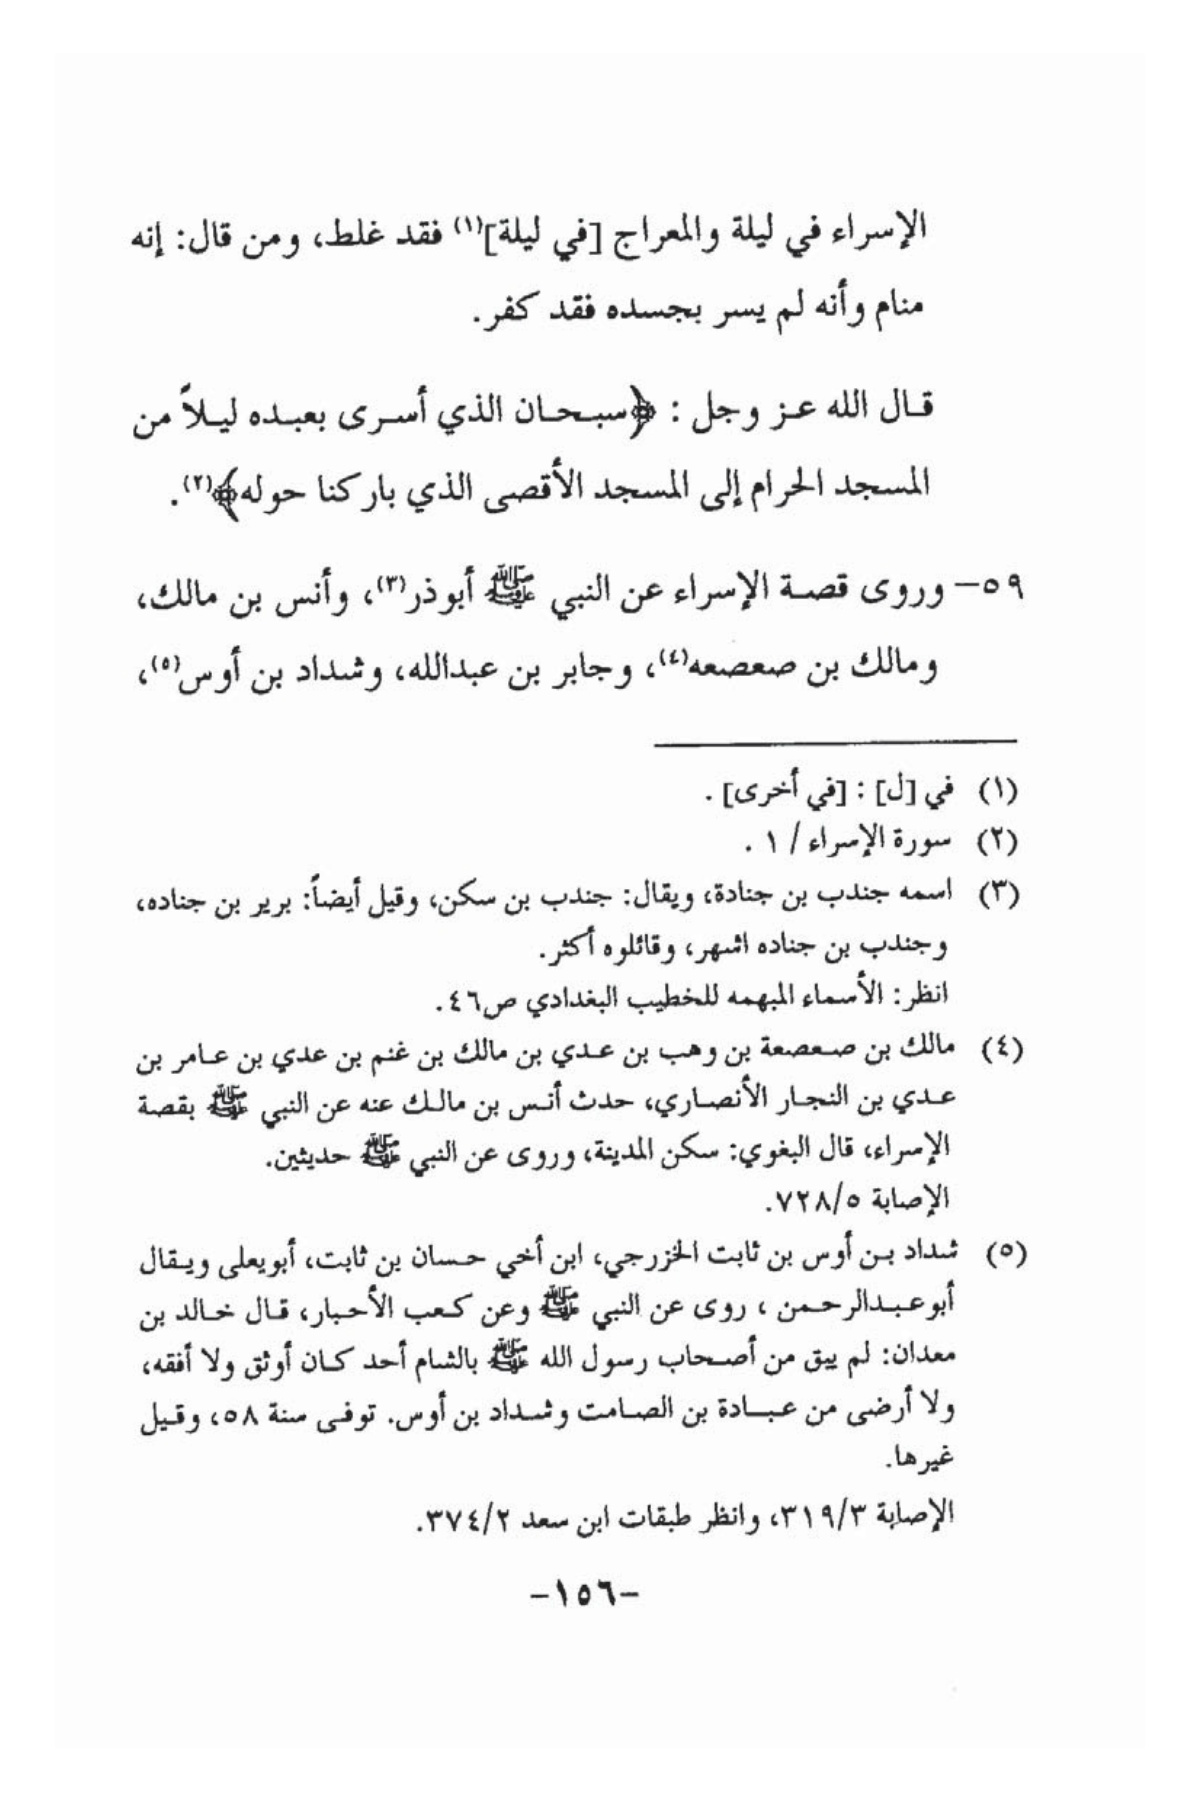 الإسراء في ليلة والمعراج [في ليلة](١) فقد غلط، ومن قال: إنه
منام وأنه لم يسر بجسده فقد كفر.
قال الله عز وجل : ﴿سبحان الذي أسرى بعبده ليلاً من
المسجد الحرام إلى المسجد الأقصى الذي باركنا حوله﴾(٢).
٥٩– وروى قصة الإسراء عن النبي ﷺ أبوذر(٣)، وأنس بن مالك،
ومالك بن صعصعه(٤)، وجابر بن عبدالله، وشداد بن أوس(٥)،
(١) في [ل] : [في أخرى] .
(٢) سورة الإسراء / ١ .
(٣) اسمه جندب بن جنادة، ويقال: جندب بن سكن، وقيل أيضاً: برير بن جناده،
وجندب بن جناده اشهر، وقائلوه أكثر.
انظر: الأسماء المبهمه للخطيب البغدادي ص٤٦.
(٤) مالك بن صعصعة بن وهب بن عدي بن مالك بن غنم بن عدي بن عامر بن
عدي بن النجار الأنصاري، حدث أنس بن مالك عنه عن النبي ﷺ بقصة
الإسراء، قال البغوي: سكن المدينة، وروى عن النبي ﷺ حديثين.
الإصابة ٧٢٨/٥.
(٥) شداد بن أوس بن ثابت الخزرجي، ابن أخي حسان بن ثابت، أبويعلى ويقال
أبوعبدالرحمن ، روى عن النبي ﷺ وعن كعب الأحبار، قال خالد بن
معدان: لم يبق من أصحاب رسول الله ﷺ بالشام أحد كان أوثق ولا أفقه،
ولا أرضى من عبادة بن الصامت وشداد بن أوس. توفى سنة ٥٨، وقيل
غيرها.
الإصابة ٣١٩/٣، وانظر طبقات ابن سعد ٣٧٤/٢.
–١٥٦–